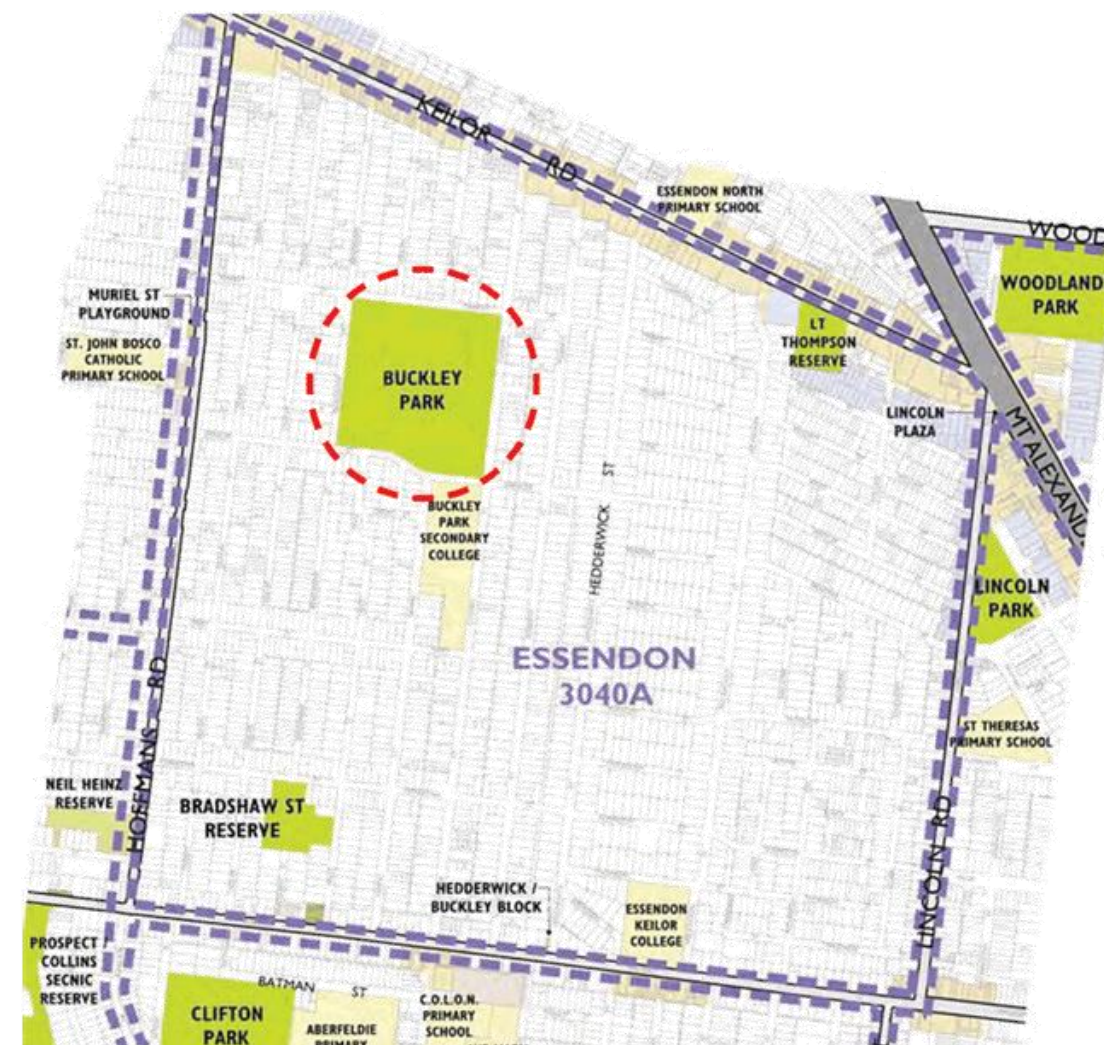 KEILOR RD
ESSENDON NORTH
PRIMARY SCHOOL
WOOD
WOODLAND
PARK
MURIEL ST
PLAYGROUND
ST. JOHN BOSCO
CATHOLIC
PRIMARY SCHOOL
BUCKLEY
PARK
LT
THOMPSON
RESERVE
LINCOLN
PLAZA
MT ALEXAND
BUCKLEY
PARK
SECONDARY
COLLEGE
HEDDERWICK ST
LINCOLN
PARK
ESSENDON
3040A
HOFFMANS RD
ST THERESAS
PRIMARY SCHOOL
NEIL HEINZ
RESERVE
BRADSHAW ST
RESERVE
LINCOLN RD
HEDDERWICK /
BUCKLEY BLOCK
ESSENDON
KEILOR
COLLEGE
PROSPECT
COLLINS
SECNIC
RESERVE
BATMAN ST
CLIFTON
PARK
ABERFELDIE
PRIMARY
C.O.L.O.N.
PRIMARY
SCHOOL